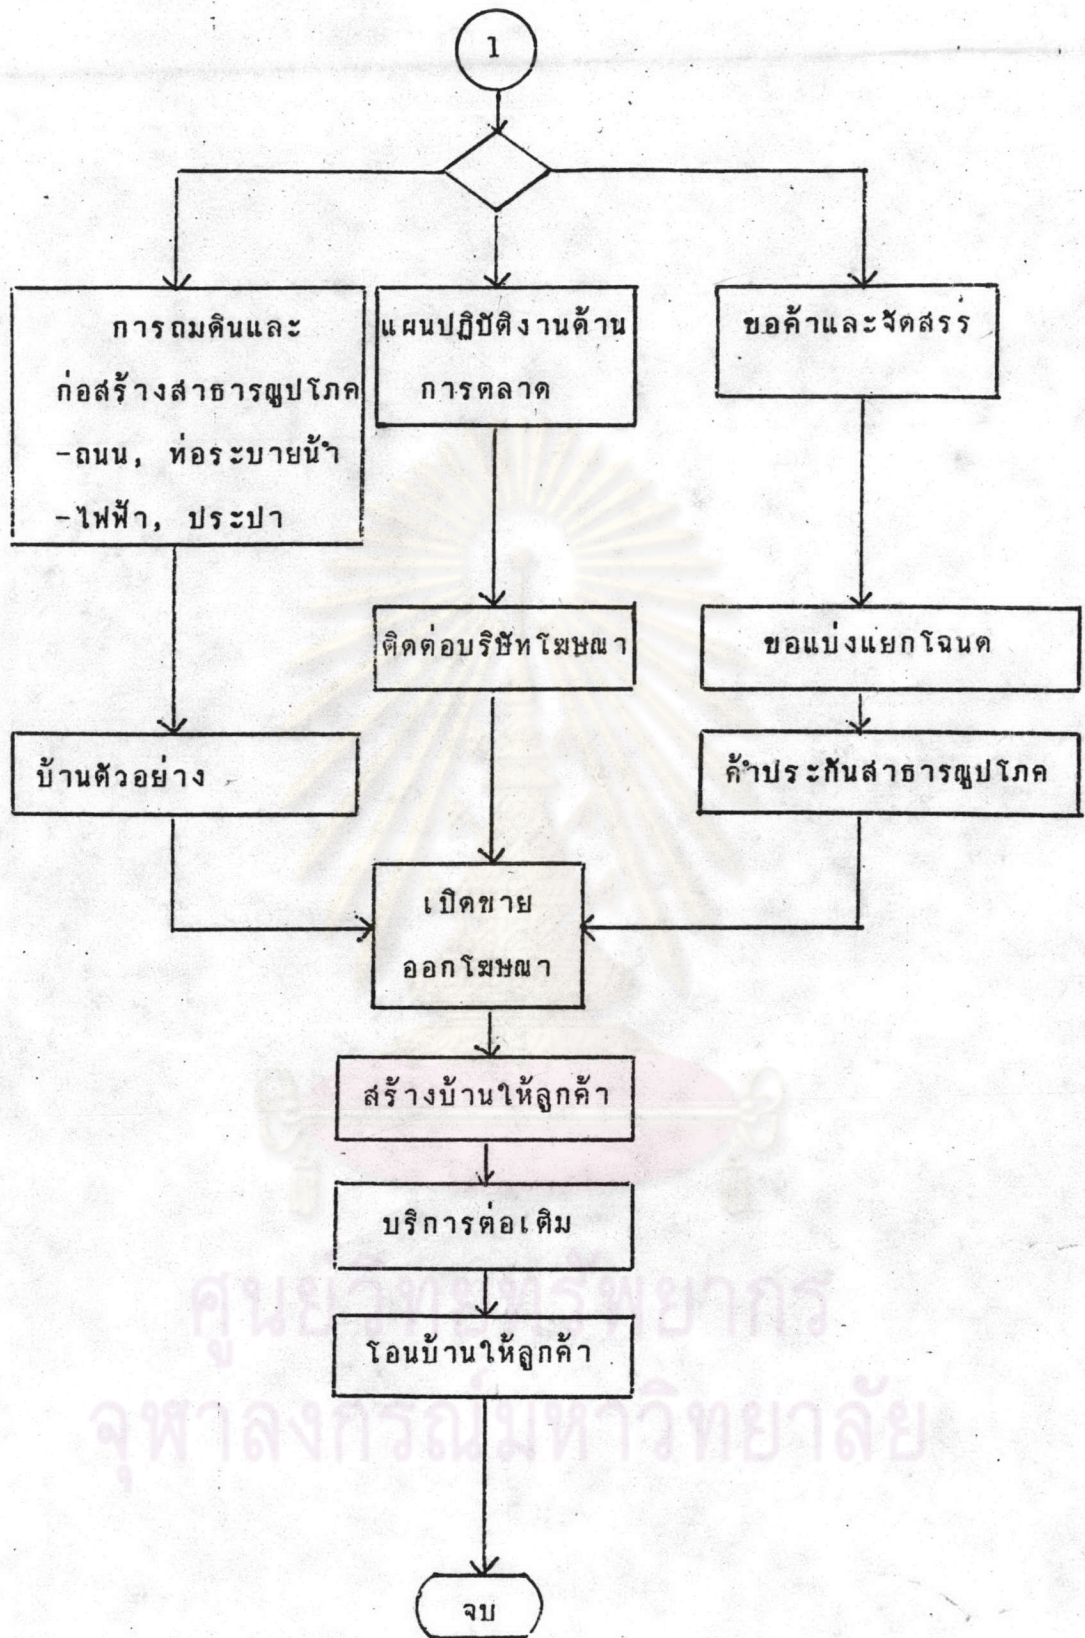 1
การถมดินและ
ก่อสร้างสาธารณูปโภค
-ถนน, ท่อระบายน้ำ
-ไฟฟ้า, ประปา
แผนปฏิบัติงานด้าน
การตลาด
ขอค้าและจัดสรร
ติดต่อบริษัทโฆษณา
ขอแบ่งแยกโฉนด
บ้านตัวอย่าง
ค้ำประกันสาธารณูปโภค
เปิดขาย
ออกโฆษณา
สร้างบ้านให้ลูกค้า
บริการต่อเติม
โอนบ้านให้ลูกค้า
จบ
ศูนย์วิทยทรัพยากร
จุฬาลงกรณ์มหาวิทยาลัย